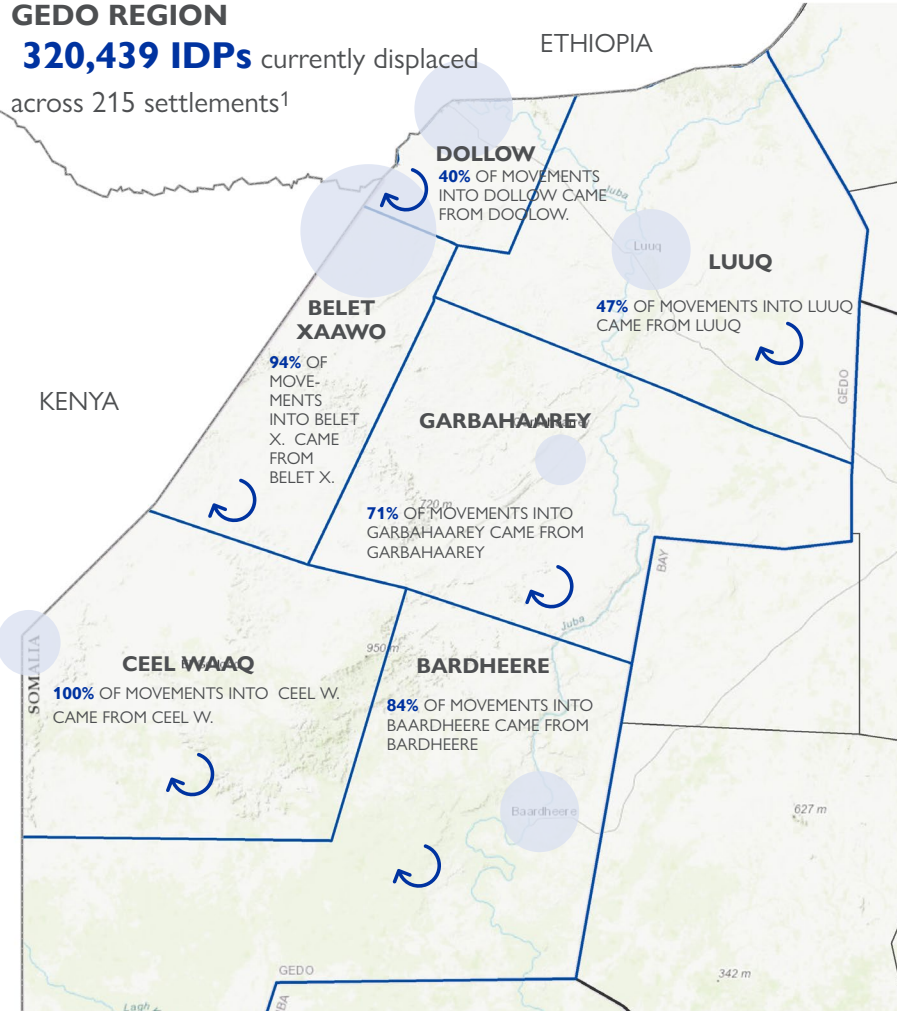 GEDO REGION
320,439 IDPs currently displaced
across 215 settlements1
ETHIOPIA
DOLLOW
40% OF MOVEMENTS
INTO DOLLOW CAME
FROM DOOLOW.
Juba
Luuq
LUUQ
47% OF MOVEMENTS INTO LUUQ
CAME FROM LUUQ
BELET
XAAWO
94% OF
MOVE-
MENTS
INTO BELET
X. CAME
FROM
BELET X.
KENYA
GEDO
GARBAHAAREY
720 m
71% OF MOVEMENTS INTO
GARBAHAAREY CAME FROM
GARBAHAAREY
BAY
Juba
950 m
SOMALIA
CEEL WAAQ
100% OF MOVEMENTS INTO CEEL W.
CAME FROM CEEL W.
BARDHEERE
84% OF MOVEMENTS INTO
BAARDHEERE CAME FROM
BARDHEERE
Baardheere
627 m
GEDO
342 m
Lagh